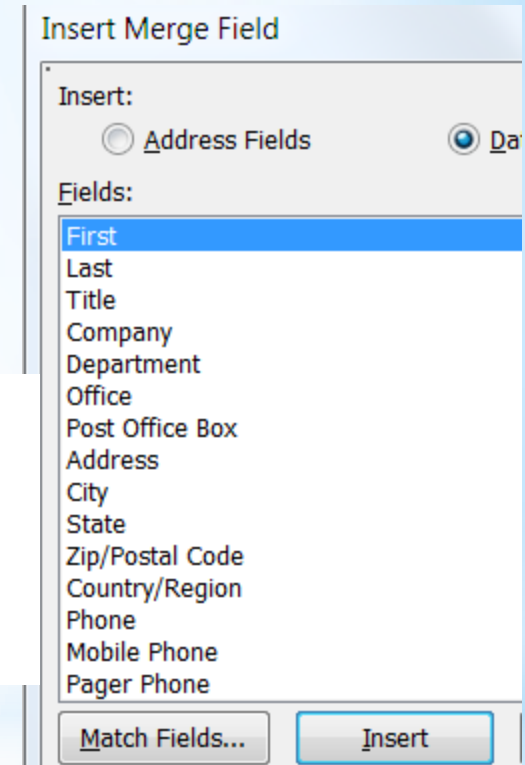 Insert Merge Field
Insert:
Address Fields
Fields:
First
Last
Title
Company
Department
Office
Post Office Box
Address
City
State
Zip/Postal Code
Country/Region
Phone
Mobile Phone
Pager Phone
Match Fields... Insert